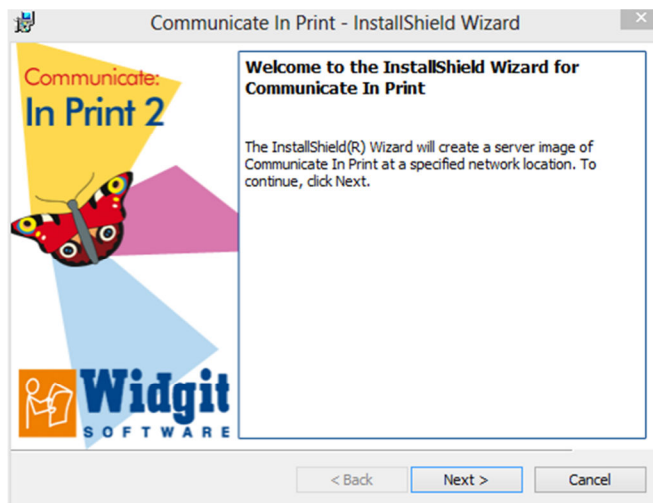 Communicate In Print - InstallShield Wizard
Communicate:
In Print 2
Welcome to the InstallShield Wizard for
Communicate In Print
The InstallShield(R) Wizard will create a server image of
Communicate In Print at a specified network location. To
continue, click Next.
Widgit
SOFTWARE
< Back
Next >
Cancel